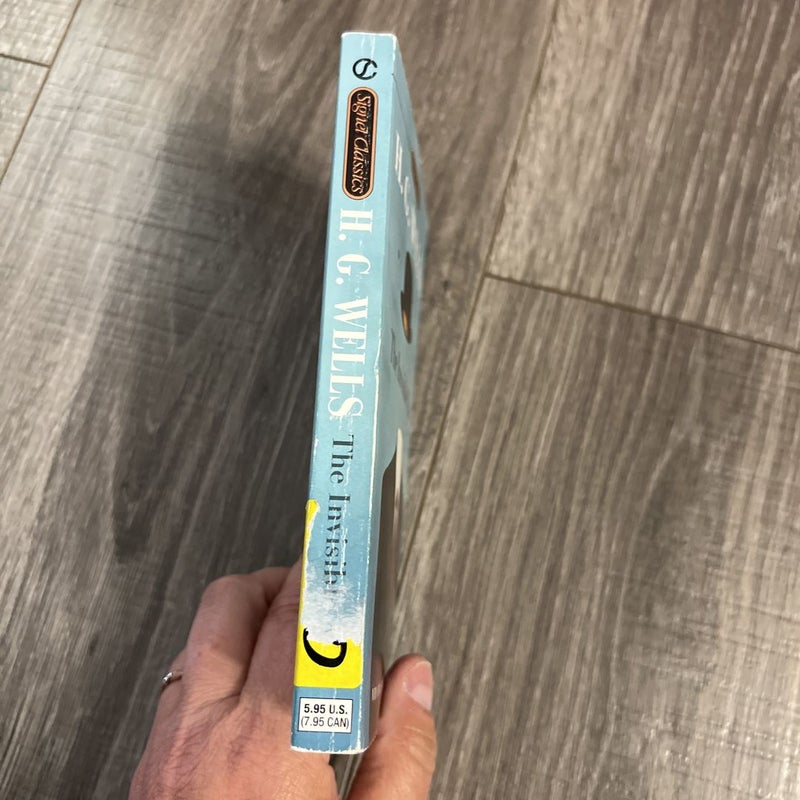 Signet Classics
H. G. WELLS
The Invisib
5.95 U.S.
(7.95 CAN)